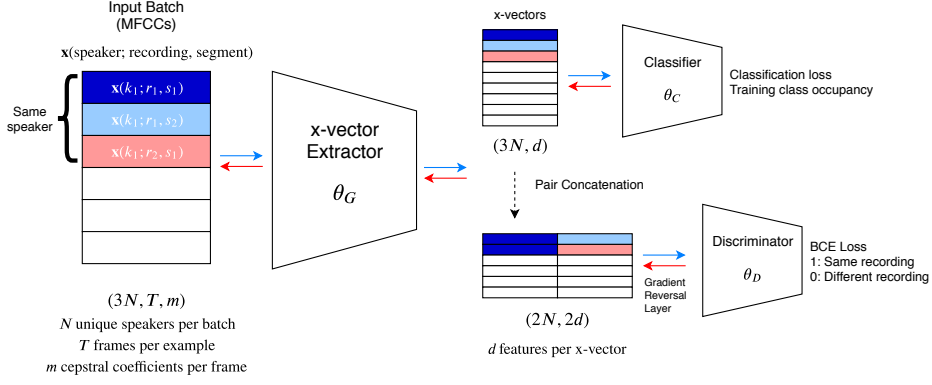 Input Batch
(MFCCs)
x(speaker; recording, segment)
Same
speaker
x(k₁; r₁, s₁)
x(k₁; r₁, s₂)
x(k₁; r₂, s₁)
(3N, T, m)
N unique speakers per batch
T frames per example
m cepstral coefficients per frame
x-vector
Extractor
θ_G
x-vectors
(3N, d)
Classifier
θ_C
Classification loss
Training class occupancy
Pair Concatenation
(2N, 2d)
d features per x-vector
Gradient
Reversal
Layer
Discriminator
θ_D
BCE Loss
1: Same recording
0: Different recording